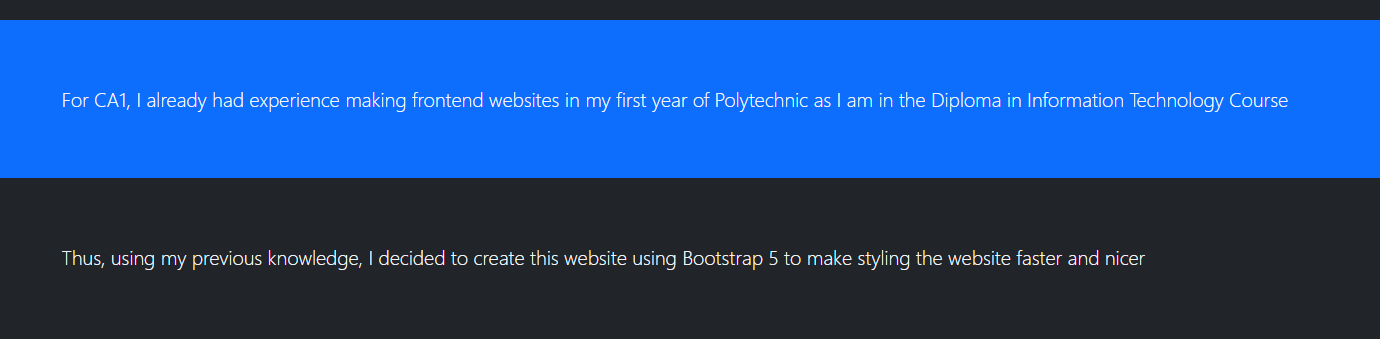 For CA1, I already had experience making frontend websites in my first year of Polytechnic as I am in the Diploma in Information Technology Course
Thus, using my previous knowledge, I decided to create this website using Bootstrap 5 to make styling the website faster and nicer